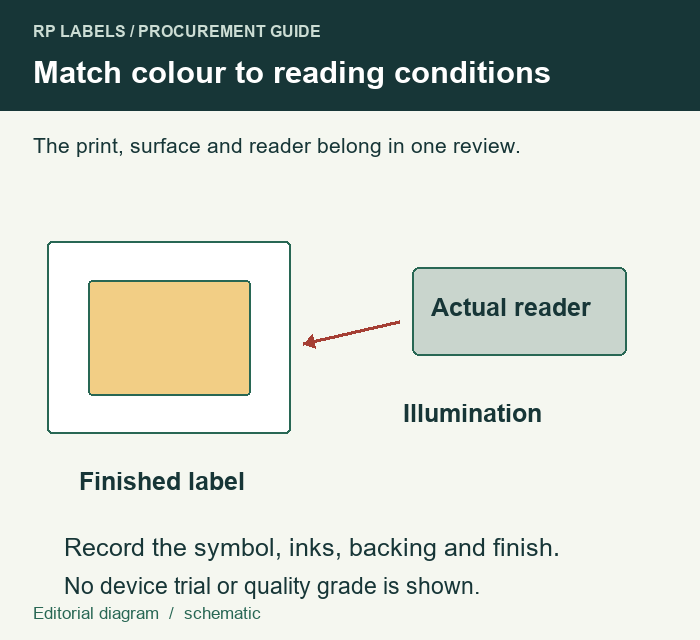 RP LABELS / PROCUREMENT GUIDE
Match colour to reading conditions
The print, surface and reader belong in one review.
Actual reader
Illumination
Finished label
Record the symbol, inks, backing and finish.
No device trial or quality grade is shown.
Editorial diagram / schematic